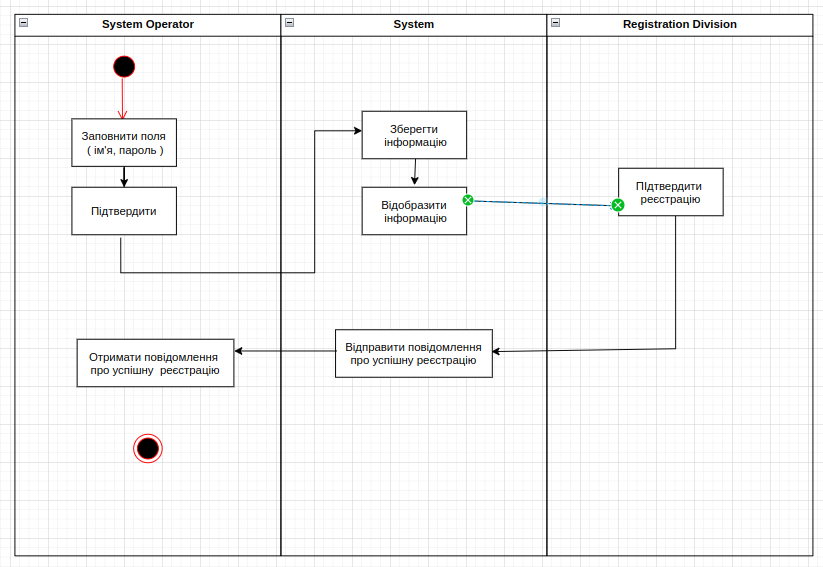 System Operator
System
Registration Division
Заповнити поля
( ім'я, пароль )
Підтвердити
Зберегти
інформацію
Відобразити
інформацію
ПІдтвердити
реєстрацію
Отримати повідомлення
про успішну реєстрацію
Відправити повідомлення
про успішну реєстрацію